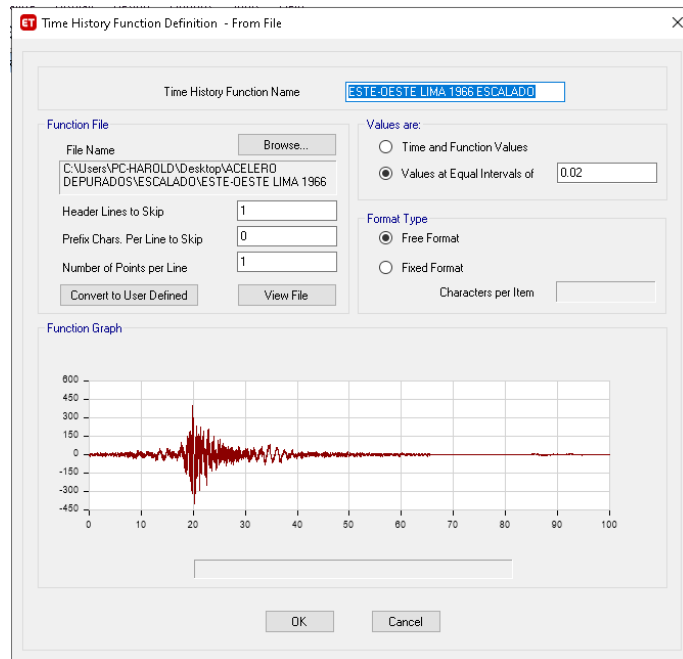 ET Time History Function Definition - From File
Time History Function Name ESTE-OESTE LIMA 1966 ESCALADO
Function File
File Name Browse...
C:\Users\PC-HAROLD\Desktop\ACELERO
DEPURADOS\ESCALADO\ESTE-OESTE LIMA 1966
Header Lines to Skip 1
Prefix Chars. Per Line to Skip 0
Number of Points per Line 1
Convert to User Defined View File
Values are:
Time and Function Values
Values at Equal Intervals of 0.02
Format Type
Free Format
Fixed Format
Characters per Item
Function Graph
600
450
300
150
0
-150
-300
-450
0 10 20 30 40 50 60 70 80 90 100
OK Cancel